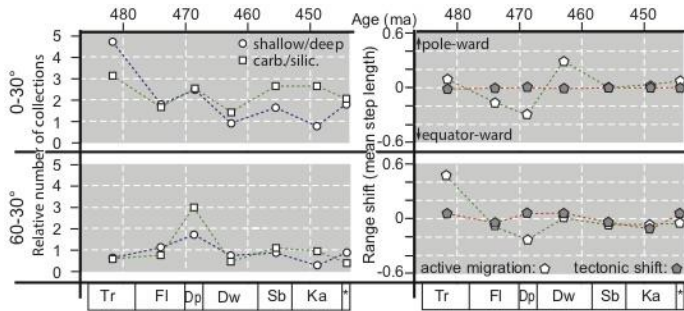 480 470 460 450 Age (ma) 480 470 460 450
0-30°
Relative number of collections
5
4
3
2
1
0
shallow/deep
carb./silic.
Range shift (mean step length)
0.6
0
-0.6
pole-ward
equator-ward
60-30°
5
4
3
2
1
0
0.6
0
-0.6
active migration: tectonic shift:
Tr Fl Dp Dw Sb Ka * Tr Fl Dp Dw Sb Ka *